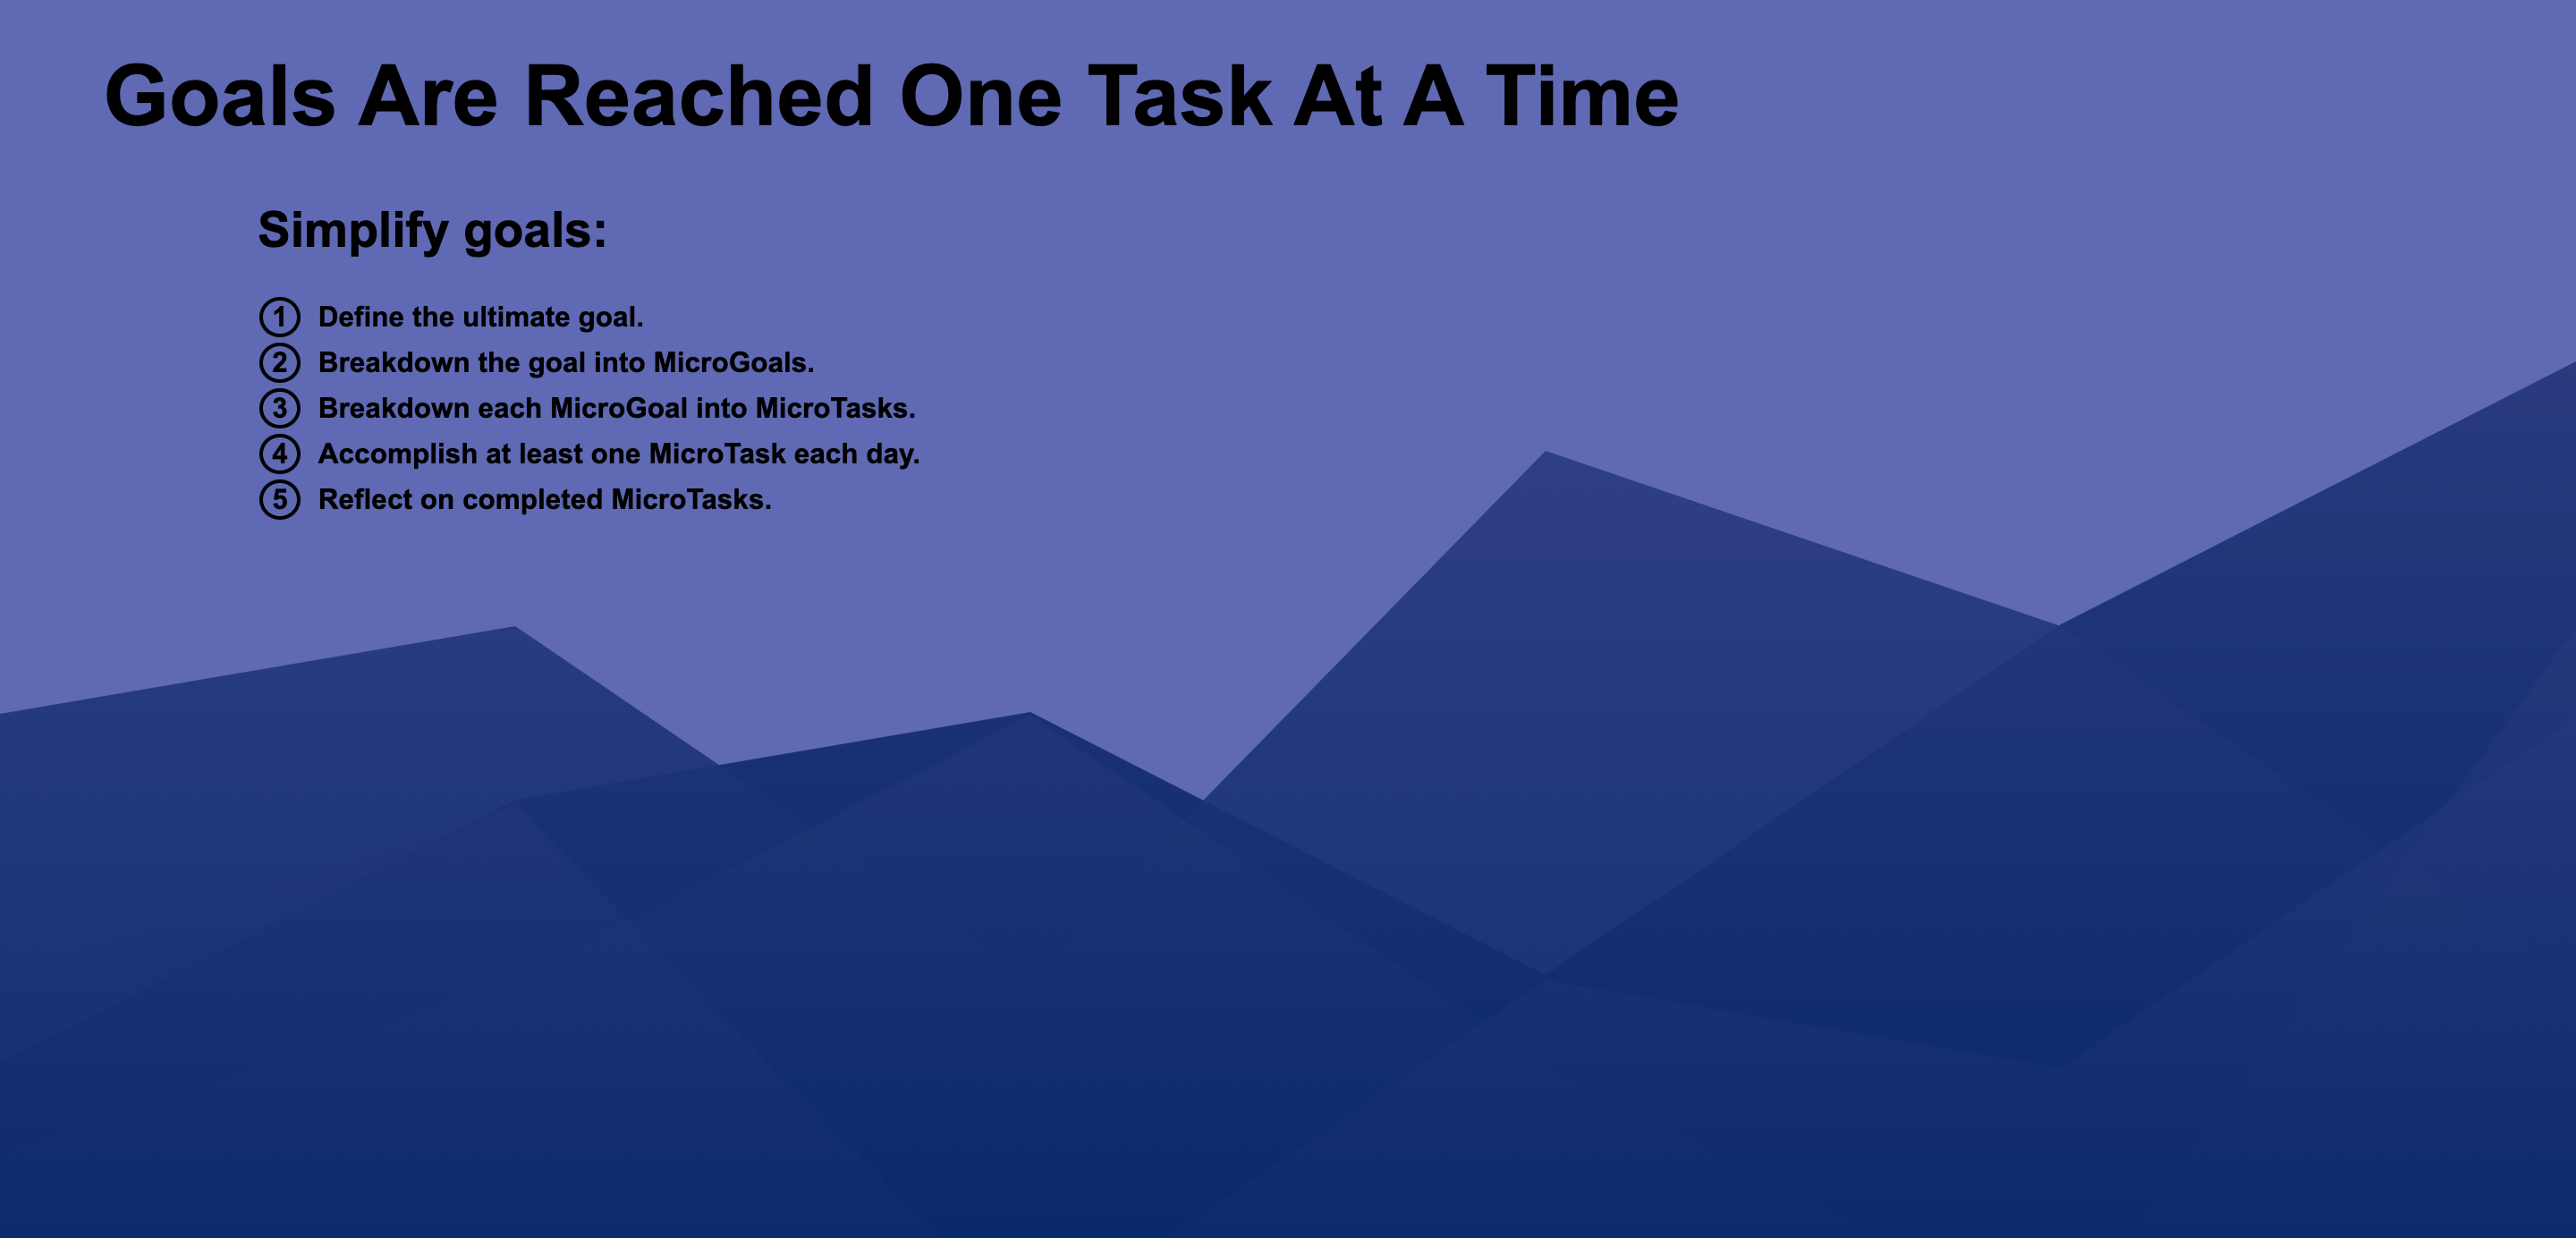 Goals Are Reached One Task At A Time
Simplify goals:
1 Define the ultimate goal.
2 Breakdown the goal into MicroGoals.
3 Breakdown each MicroGoal into MicroTasks.
4 Accomplish at least one MicroTask each day.
5 Reflect on completed MicroTasks.